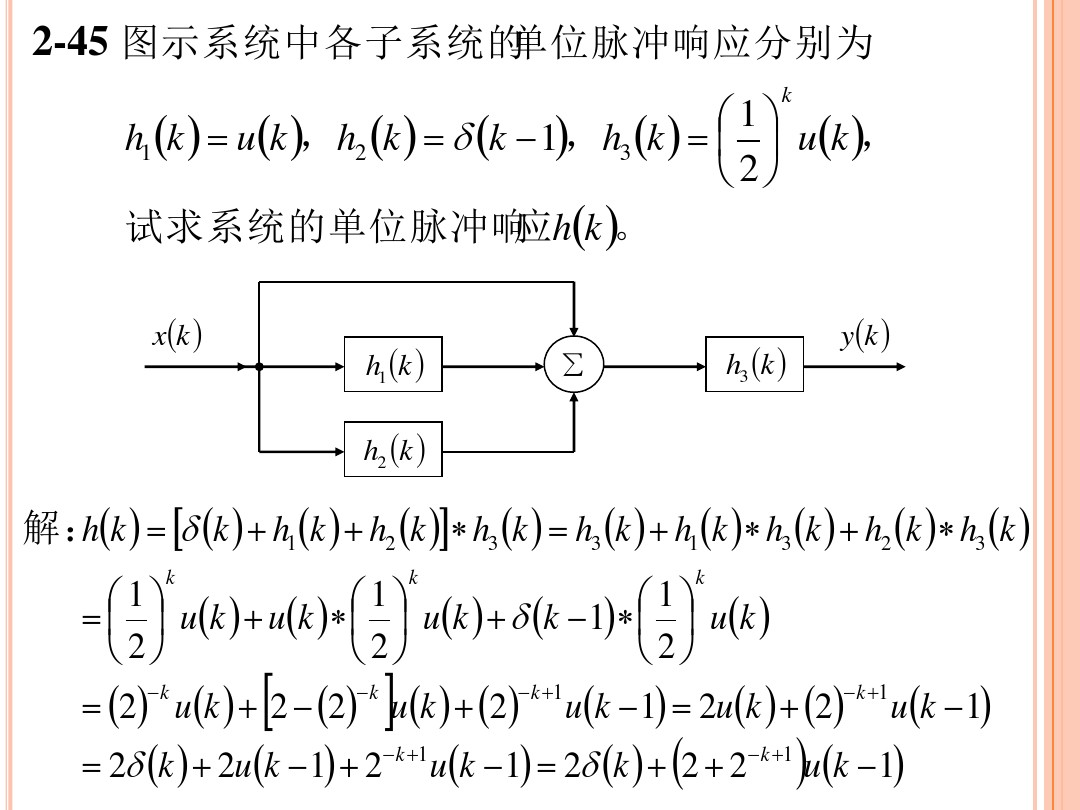 2-45 图示系统中各子系统的单位脉冲响应分别为
h₁(k) = u(k), h₂(k) = δ(k − 1), h₃(k) = (1/2)^k u(k),
试求系统的单位脉冲响应h(k)。
x(k)
y(k)
h₁(k)
Σ
h₃(k)
h₂(k)
解:h(k) = [δ(k) + h₁(k) + h₂(k)] * h₃(k) = h₃(k) + h₁(k) * h₃(k) + h₂(k) * h₃(k)
= (1/2)^k u(k) + u(k) * (1/2)^k u(k) + δ(k − 1) * (1/2)^k u(k)
= (2)^(−k) u(k) + [2 − (2)^(−k)]u(k) + (2)^(−k+1) u(k − 1) = 2u(k) + (2)^(−k+1) u(k − 1)
= 2δ(k) + 2u(k − 1) + 2^(−k+1) u(k − 1) = 2δ(k) + (2 + 2^(−k+1))u(k − 1)